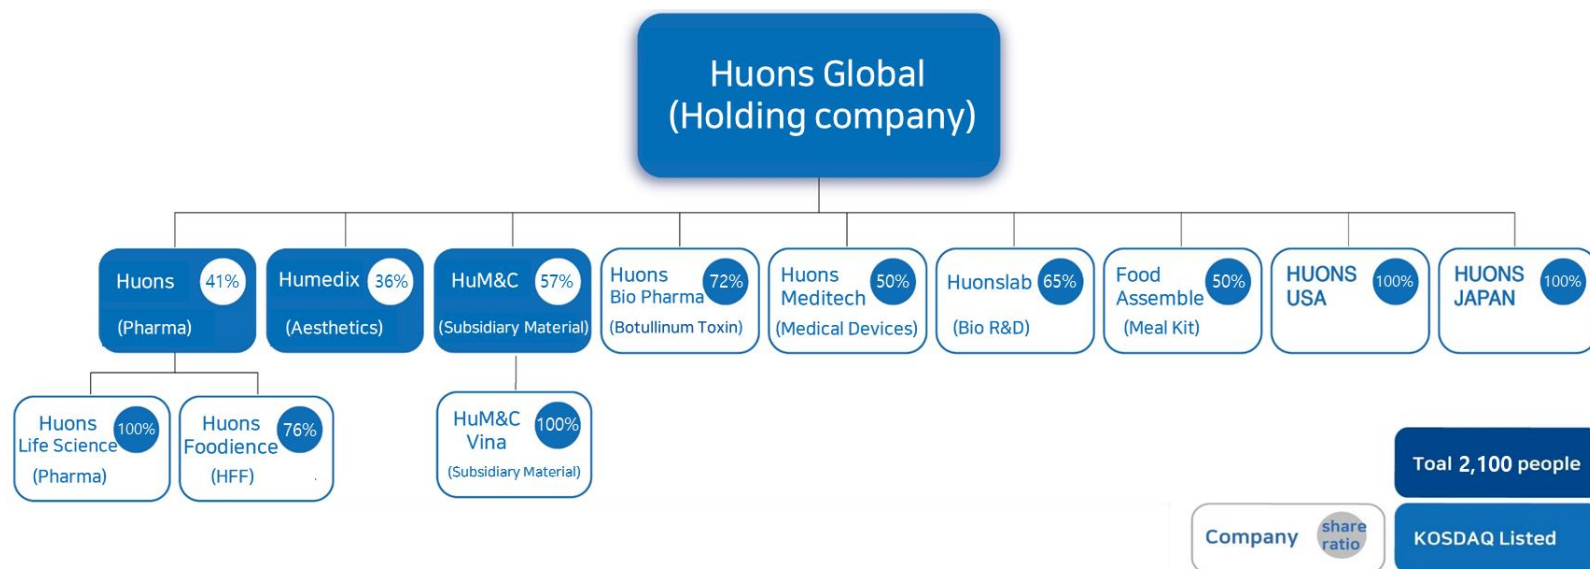 Huons Global
(Holding company)
Huons 41%
(Pharma)
Humedix 36%
(Aesthetics)
HuM&C 57%
(Subsidiary Material)
Huons
Bio Pharma 72%
(Botullinum Toxin)
Huons
Meditech 50%
(Medical Devices)
Huonslab 65%
(Bio R&D)
Food
Assemble 50%
(Meal Kit)
HUONS
USA 100%
HUONS
JAPAN 100%
Huons
Life Science 100%
(Pharma)
Huons
Foodience 76%
(HFF)
HuM&C
Vina 100%
(Subsidiary Material)
Toal 2,100 people
Company share
ratio
KOSDAQ Listed